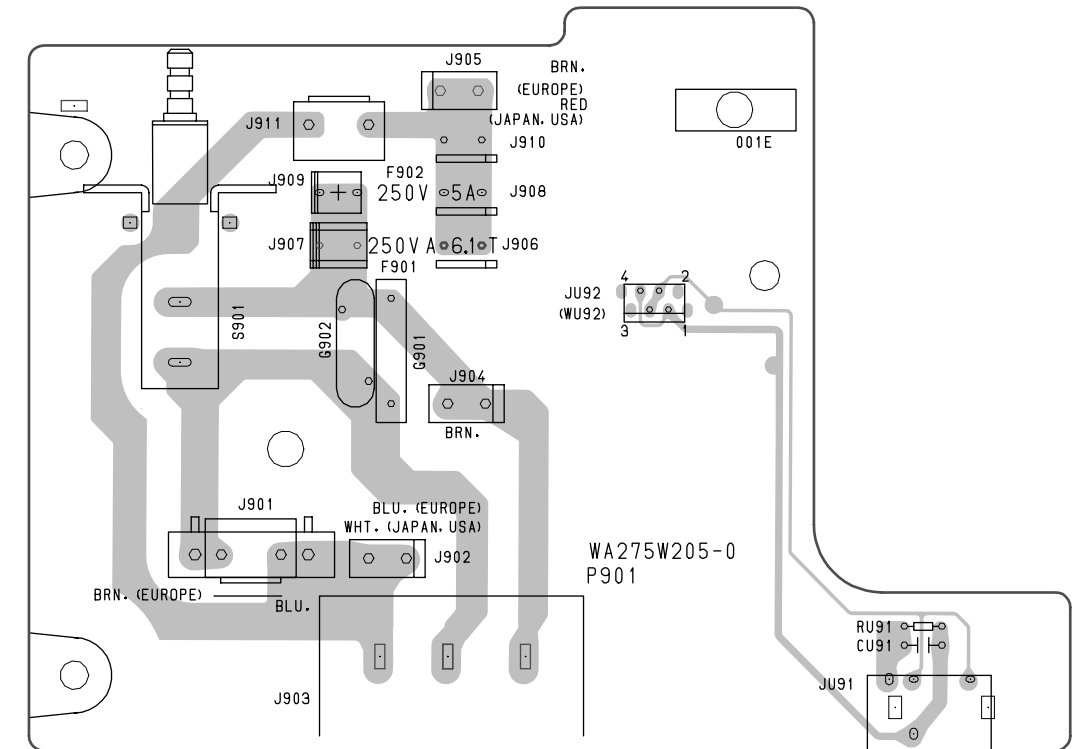 J905
BRN.
(EUROPE)
RED
(JAPAN, USA)
J911
J910
001E
J909
F902
250V 5A
J908
J907
250V A 6.1 T
J906
F901
4
2
JU92
(WU92)
3
1
S901
G902
G901
J904
BRN.
J901
BLU. (EUROPE)
WHT. (JAPAN, USA)
J902
WA275W205-0
P901
BRN. (EUROPE)
BLU.
RU91
CU91
JU91
J903